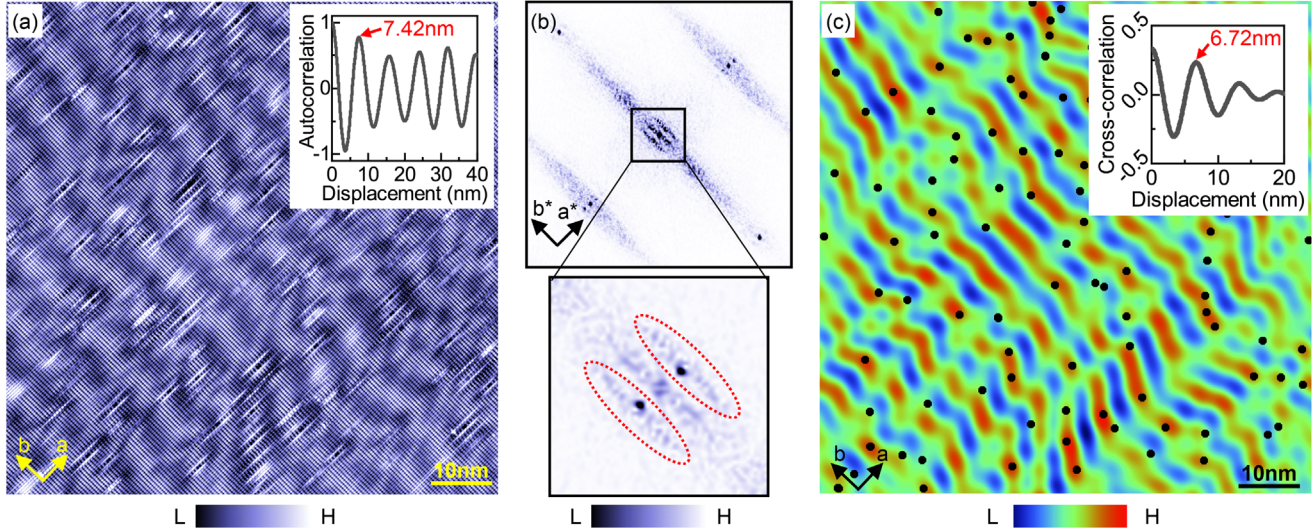 (a)
Autocorrelation
1
0
-1
7.42nm
0 10 20 30 40
Displacement (nm)
b a
10nm
L H
(b)
b* a*
L H
(c)
Cross-correlation
0.5
0.0
-0.5
6.72nm
0 10 20
Displacement (nm)
b a
10nm
L H